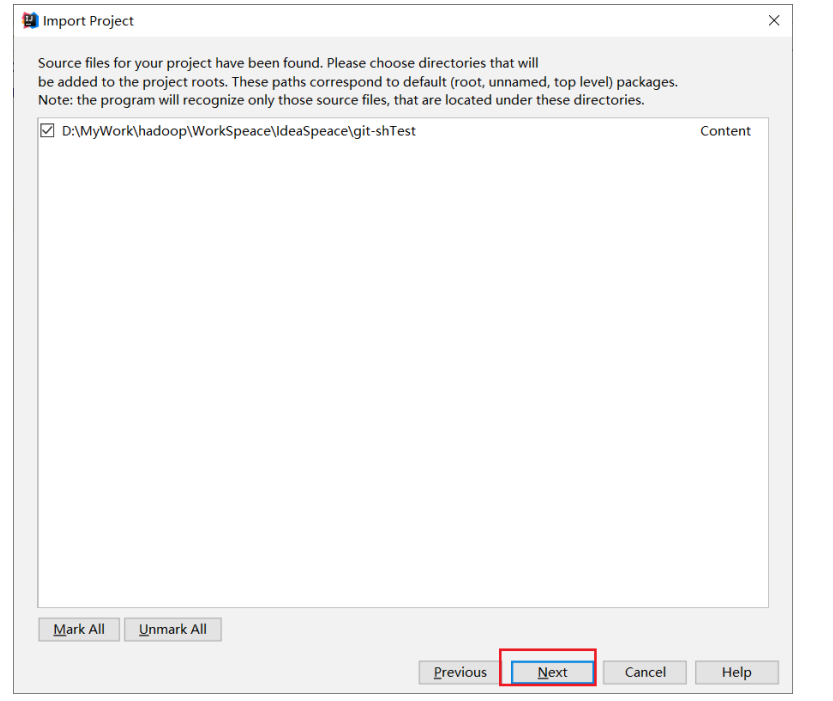 Import Project
Source files for your project have been found. Please choose directories that will
be added to the project roots. These paths correspond to default (root, unnamed, top level) packages.
Note: the program will recognize only those source files, that are located under these directories.
D:\MyWork\hadoop\WorkSpeace\IdeaSpeace\git-shTest Content
Mark All Unmark All
Previous Next Cancel Help